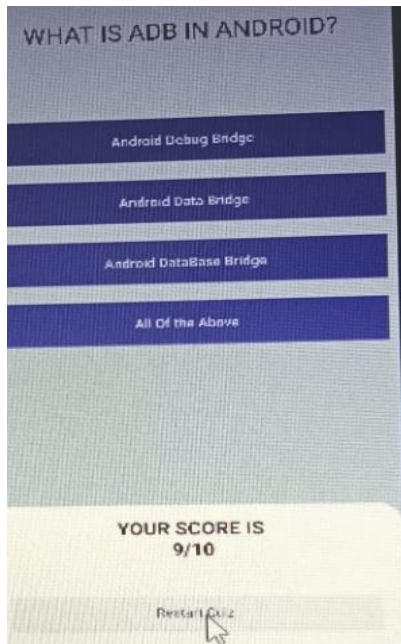 WHAT IS ADB IN ANDROID?
Android Debug Bridge
Android Data Bridge
Android DataBase Bridge
All Of the Above
YOUR SCORE IS
9/10
Restart Quiz